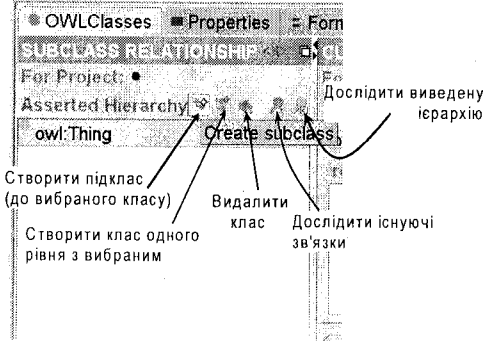 OWLClasses Properties Form
SUBCLASS RELATIONSHIP
For Project:
Asserted Hierarchy
owl:Thing Create subclass
Дослідити виведену
ієрархію
Створити підклас
(до вибраного класу)
Видалити
клас
Дослідити існуючі
зв'язки
Створити клас одного
рівня з вибраним